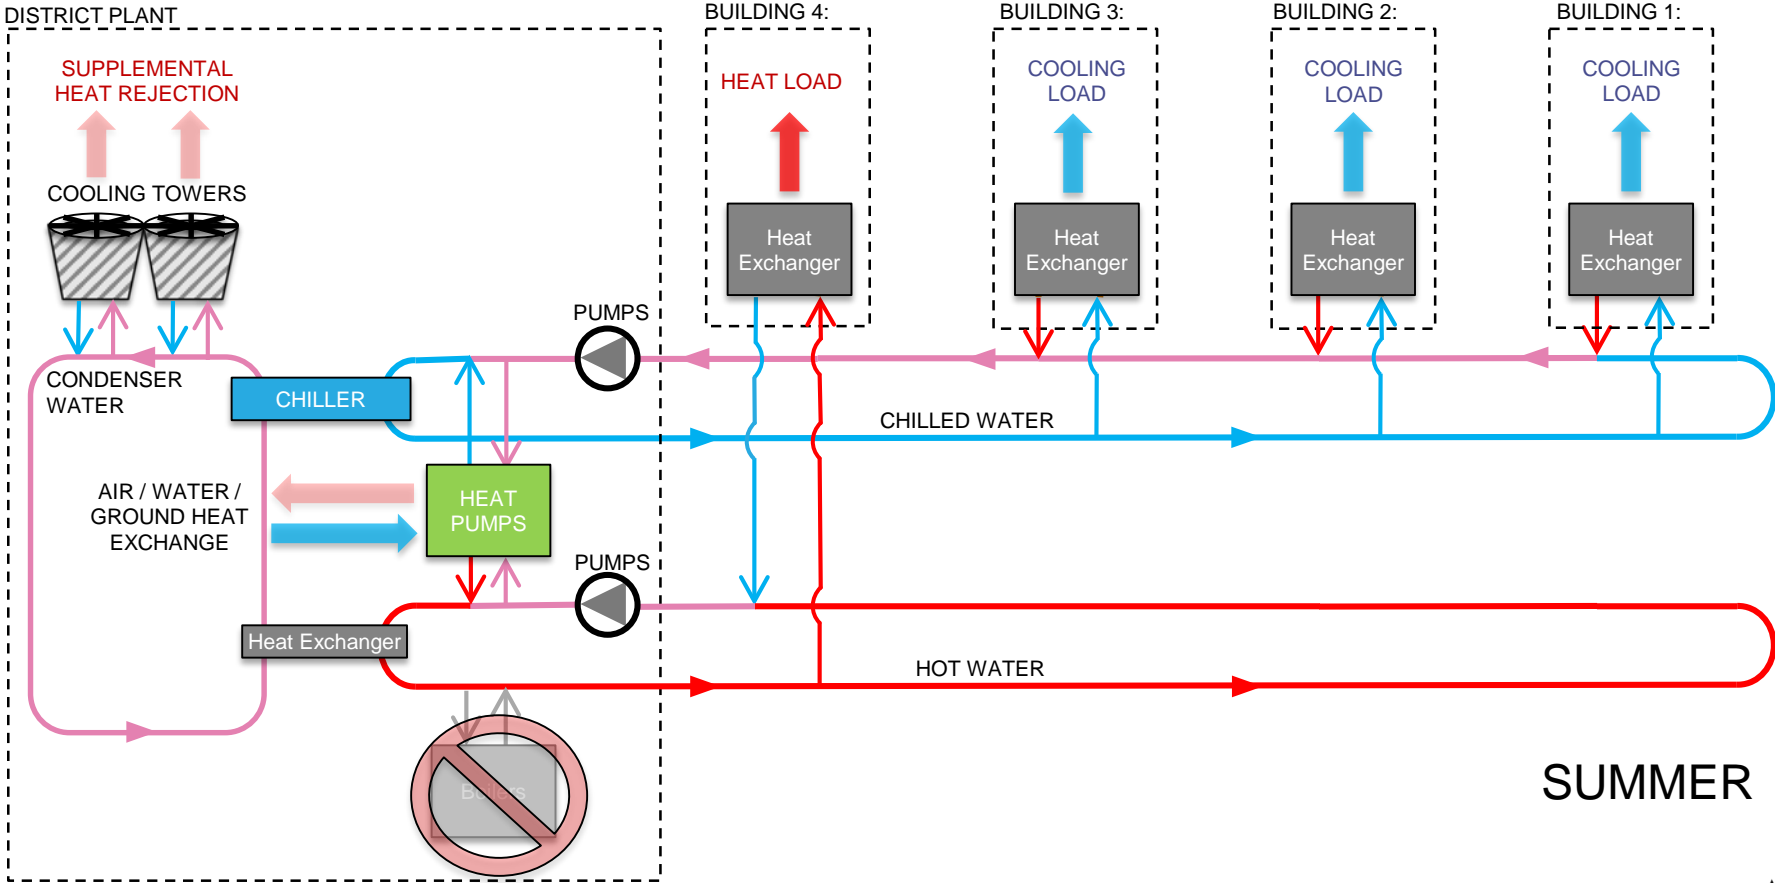 DISTRICT PLANT
BUILDING 4:
BUILDING 3:
BUILDING 2:
BUILDING 1:
SUPPLEMENTAL
HEAT REJECTION
HEAT LOAD
COOLING
LOAD
COOLING
LOAD
COOLING
LOAD
COOLING TOWERS
Heat
Exchanger
Heat
Exchanger
Heat
Exchanger
Heat
Exchanger
PUMPS
CONDENSER
WATER
CHILLER
CHILLED WATER
AIR / WATER /
GROUND HEAT
EXCHANGE
HEAT
PUMPS
PUMPS
Heat Exchanger
HOT WATER
Boilers
SUMMER